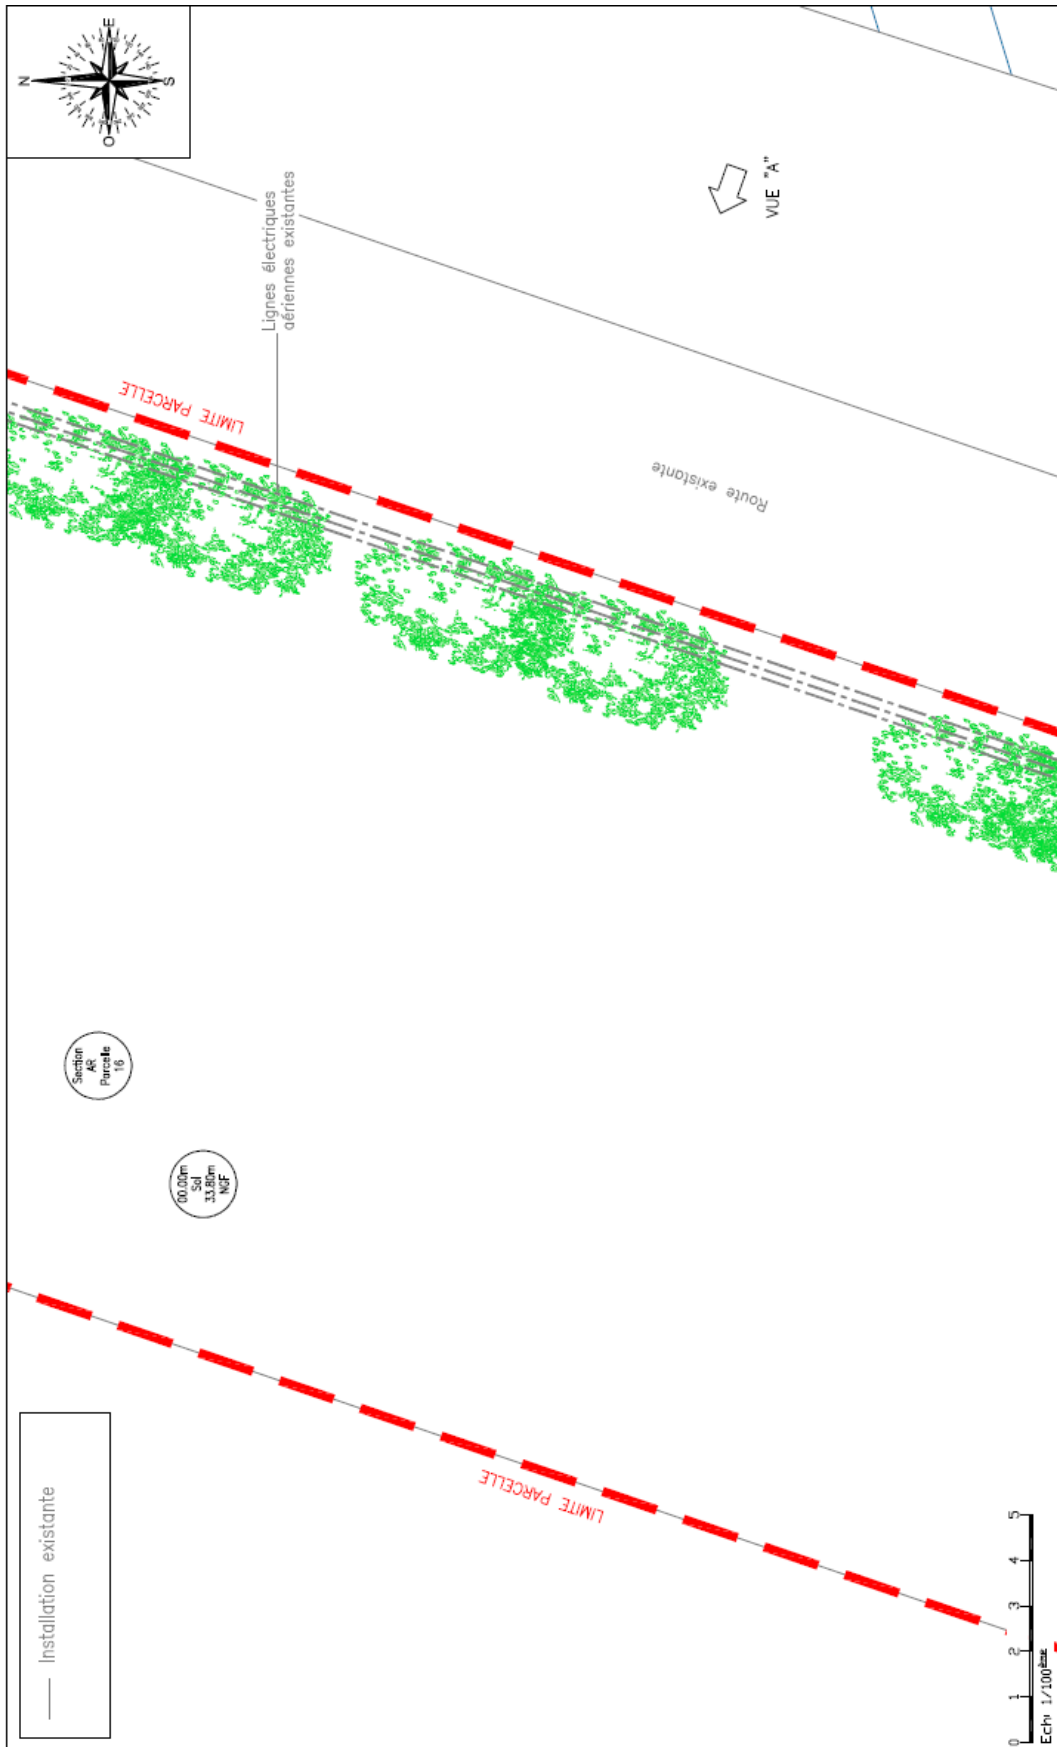 N
E
S
O
Lignes électriques
aériennes existantes
VUE "A"
LIMITE PARCELLE
Route existante
Section
AR
Parcelle
16
00.00m
Sol
33.80m
NGF
LIMITE PARCELLE
Installation existante
0 1 2 3 4 5
Ech: 1/100ème